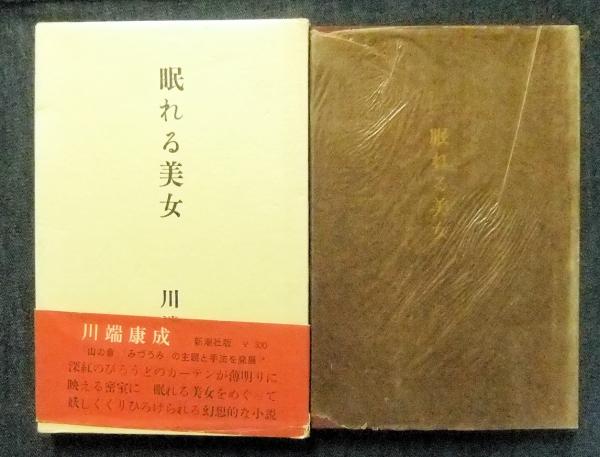 眠れる美女
川
川端康成
新潮社版 ¥300
「山の音」「みづうみ」の主題と手法を発展、
深紅のびろうどのカーテンが薄明りに
映える密室に 眠れる美女をめぐって
妖しくくりひろげられる幻想的な小説
眠れる美女